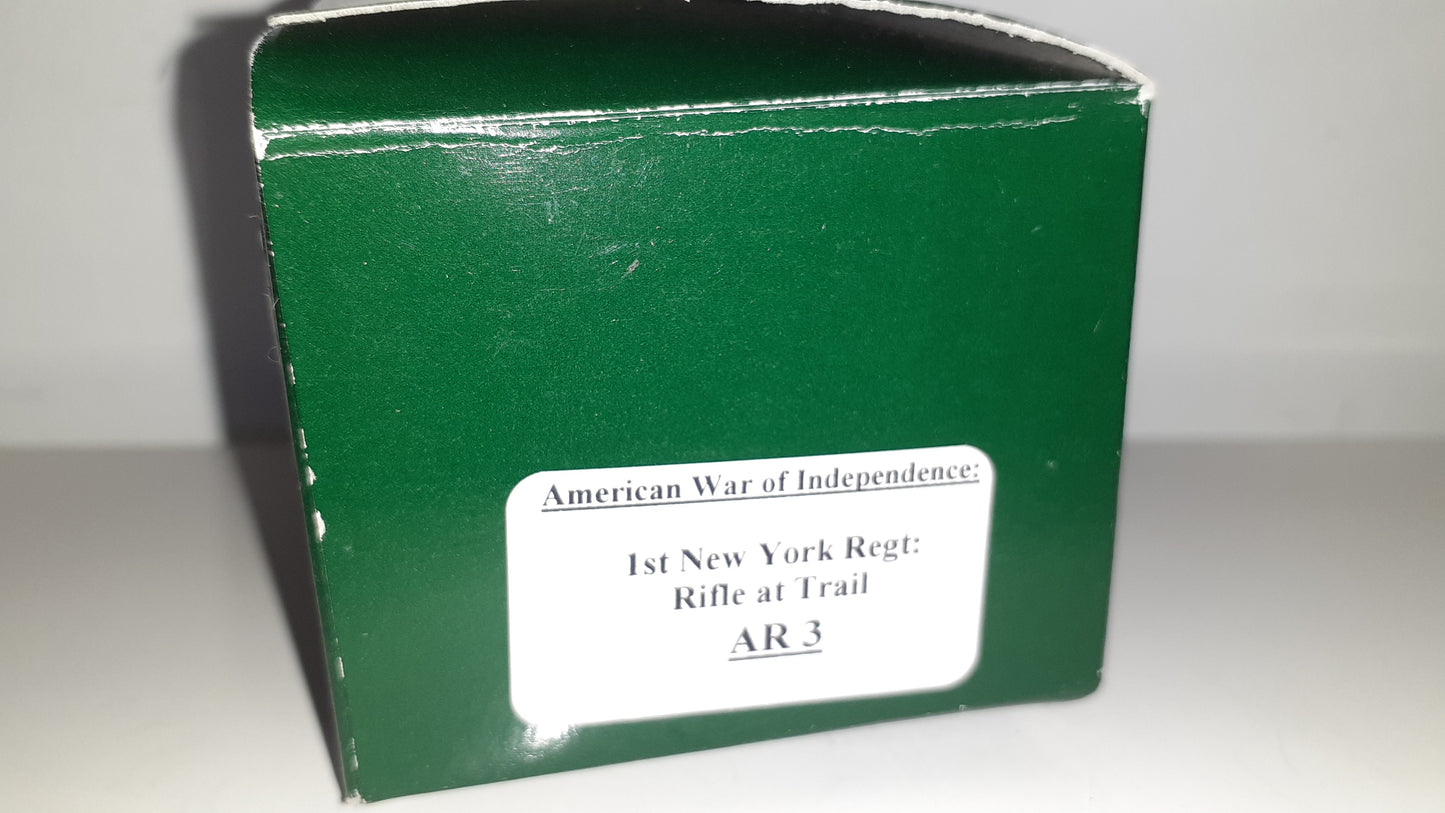 American War of Independence:
1st New York Regt:
Rifle at Trail
AR 3